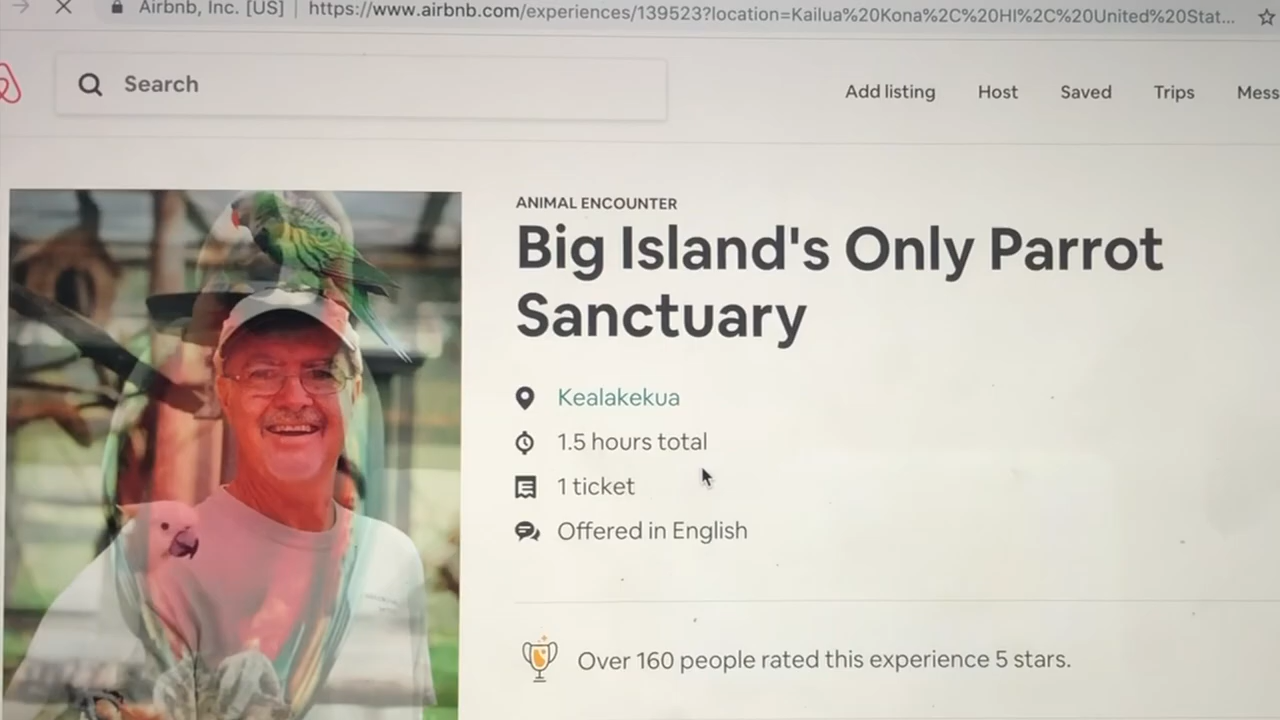 Airbnb, Inc. [US] | https://www.airbnb.com/experiences/139523?location=Kailua%20Kona%2C%20HI%2C%20United%20Stat...
Search
Add listing Host Saved Trips Mess
ANIMAL ENCOUNTER
Big Island's Only Parrot
Sanctuary
Kealakekua
1.5 hours total
1 ticket
Offered in English
Over 160 people rated this experience 5 stars.